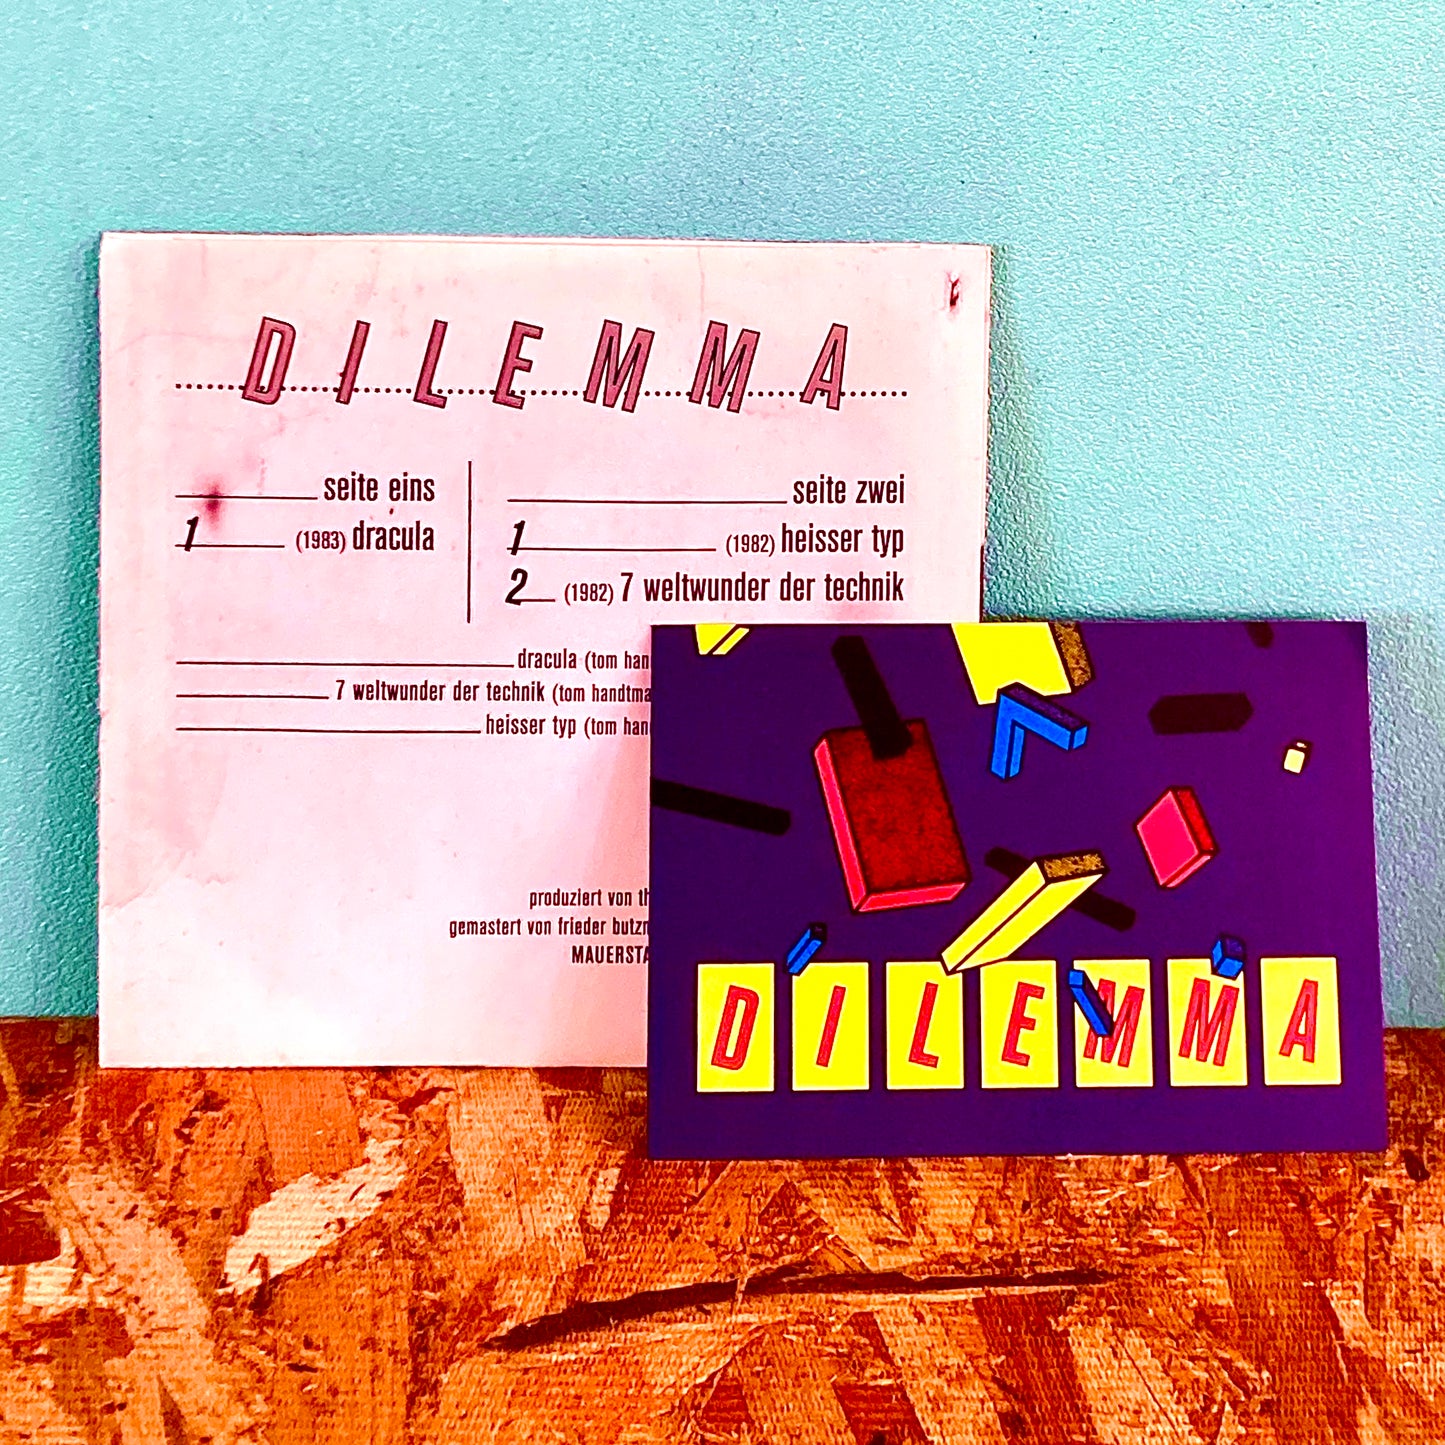 DILEMMA
seite eins
1 (1983) dracula
seite zwei
1 (1982) heisser typ
2 (1982) 7 weltwunder der technik
dracula (tom
7 weltwunder der technik (tom
heisser typ (tom
produziert von
gemastert von frieder
DILEMMA